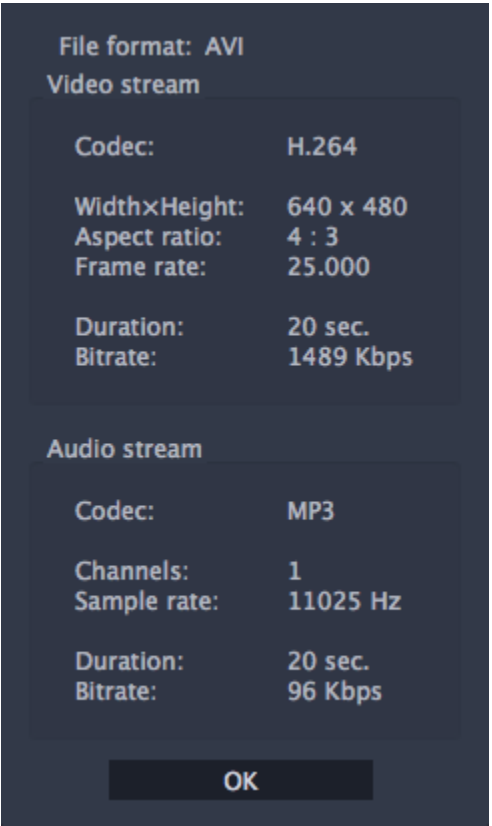 File format: AVI
Video stream
Codec: H.264
Width×Height: 640 x 480
Aspect ratio: 4 : 3
Frame rate: 25.000
Duration: 20 sec.
Bitrate: 1489 Kbps
Audio stream
Codec: MP3
Channels: 1
Sample rate: 11025 Hz
Duration: 20 sec.
Bitrate: 96 Kbps
OK